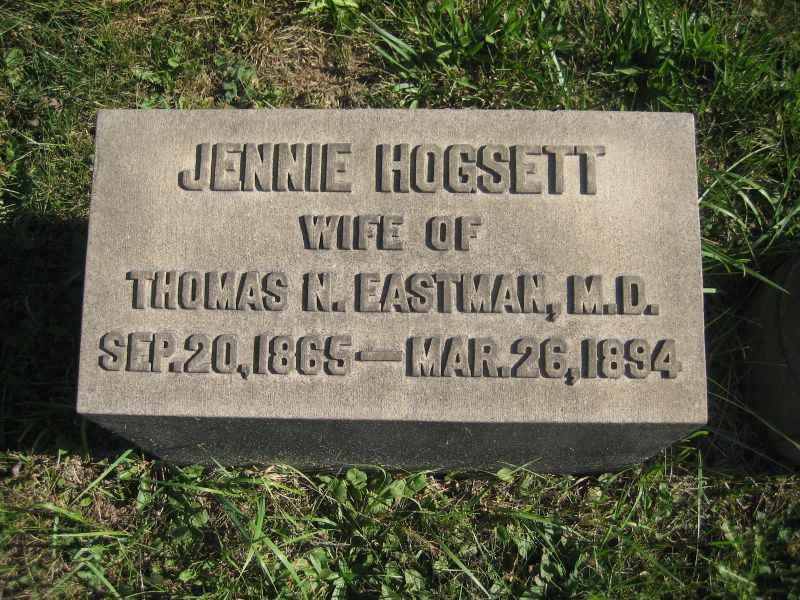 JENNIE HOGSETT
WIFE OF
THOMAS N. EASTMAN, M.D.
SEP. 20, 1865 — MAR. 26, 1894